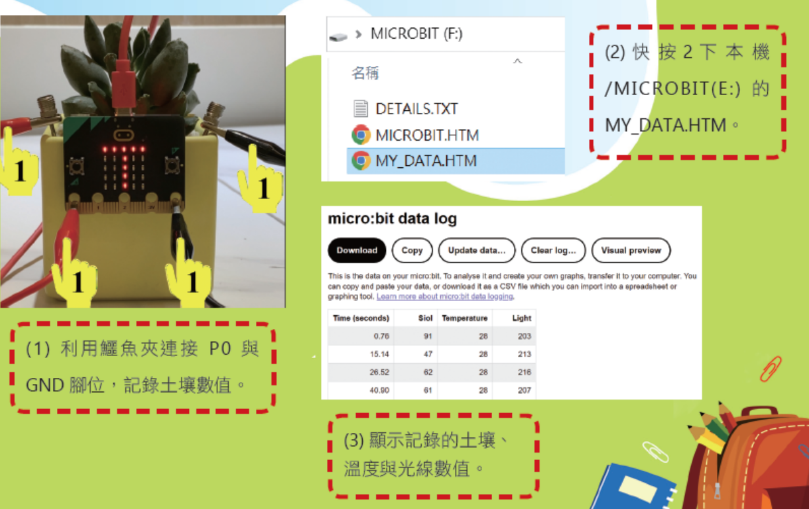 1
1
1
1
(1) 利用鱷魚夾連接 P0 與
GND 腳位，記錄土壤數值。
MICROBIT (F:)
名稱
DETAILS.TXT
MICROBIT.HTM
MY_DATA.HTM
(2) 快按2下本機
/MICROBIT(E:) 的
MY_DATA.HTM。
micro:bit data log
Download Copy Update data... Clear log... Visual preview
This is the data on your micro:bit. To analyse it and create your own graphs, transfer it to your computer. You
can copy and paste your data, or download it as a CSV file which you can import into a spreadsheet or
graphing tool. Learn more about micro:bit data logging.
Time (seconds) Siol Temperature Light
0.76 91 28 203
15.14 47 28 213
26.52 62 28 216
40.90 61 28 207
(3) 顯示記錄的土壤、
溫度與光線數值。